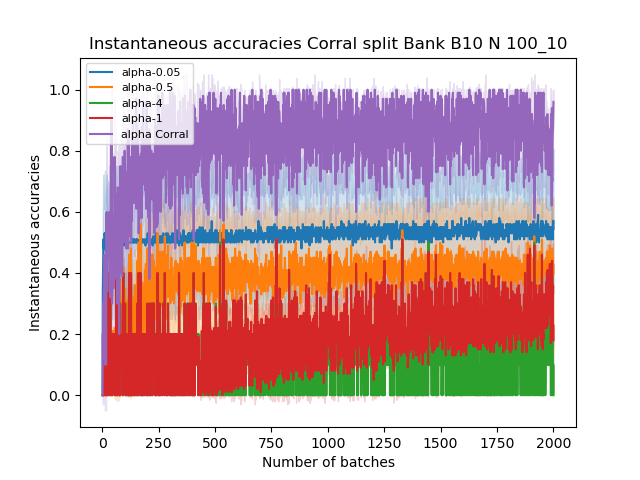 Instantaneous accuracies Corral split Bank B10 N 100_10
alpha-0.05
alpha-0.5
alpha-4
alpha-1
alpha Corral
1.0
0.8
0.6
0.4
0.2
0.0
Instantaneous accuracies
0 250 500 750 1000 1250 1500 1750 2000
Number of batches